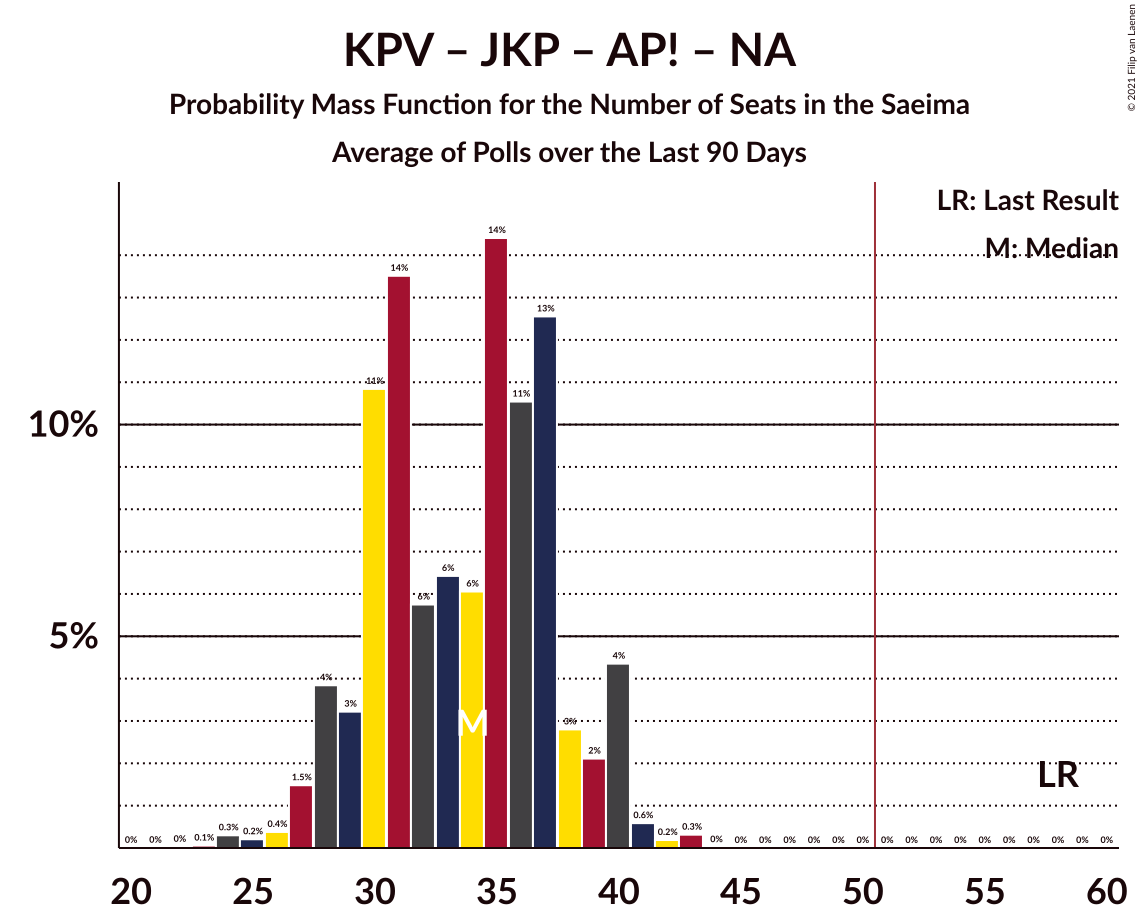 KPV – JKP – AP! – NA
Probability Mass Function for the Number of Seats in the Saeima
Average of Polls over the Last 90 Days
© 2021 Filip van Laenen
LR: Last Result
M: Median
10%
5%
0% 0% 0% 0.1% 0.3% 0.2% 0.4% 1.5% 4% 3% 11% 14% 6% 6% 6% 14% 11% 13% 3% 2% 4% 0.6% 0.2% 0.3% 0% 0% 0% 0% 0% 0% 0% 0% 0% 0% 0% 0% 0% 0% 0% 0% 0%
M
LR
20 25 30 35 40 45 50 55 60